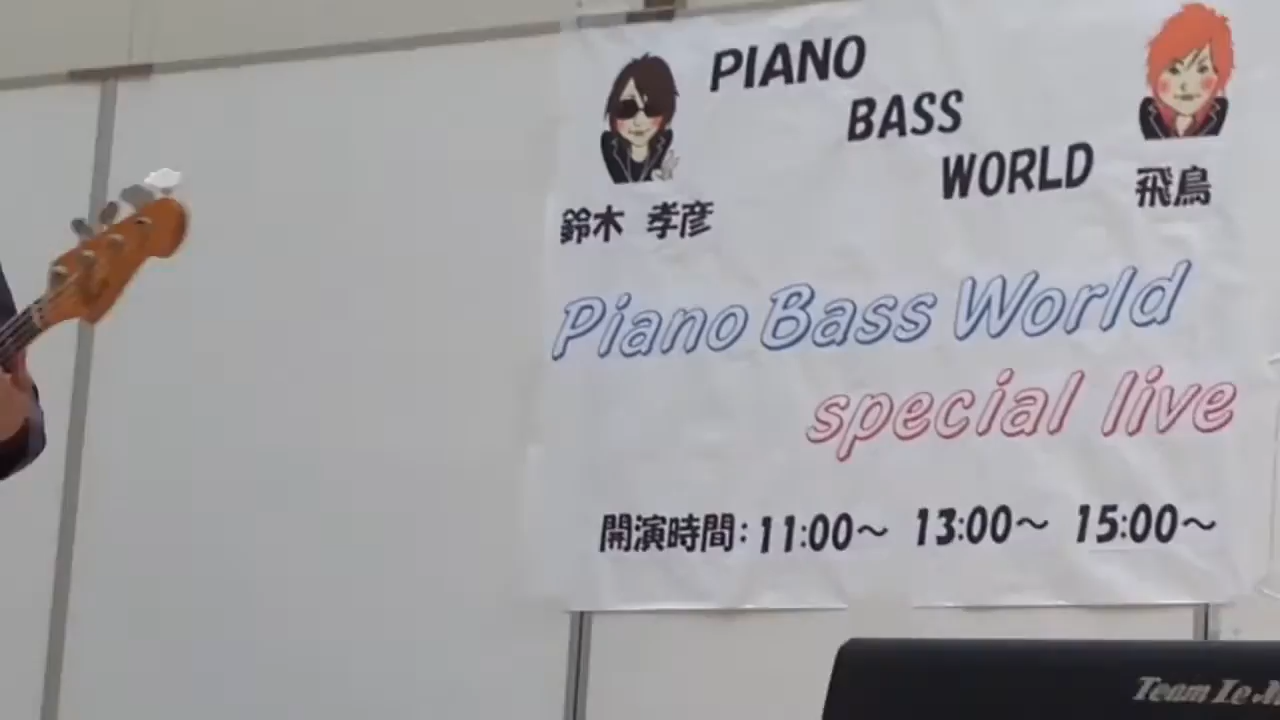 PIANO
BASS
WORLD
鈴木 孝彦
飛鳥
Piano Bass World
special live
開演時間：11:00～ 13:00～ 15:00～
Team